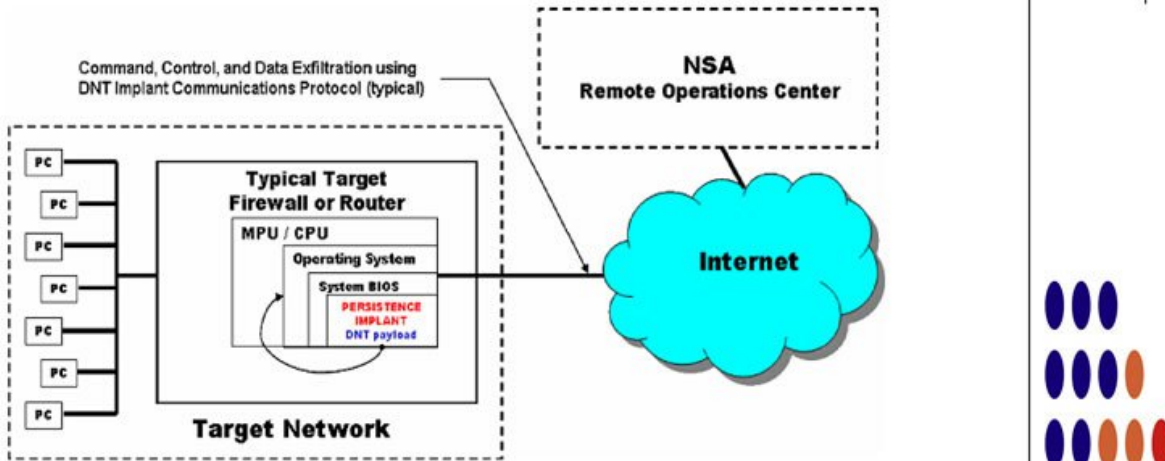 Command, Control, and Data Exfiltration using
DNT Implant Communications Protocol (typical)
NSA
Remote Operations Center
PC
PC
PC
PC
PC
PC
PC
Typical Target
Firewall or Router
MPU / CPU
Operating System
System BIOS
PERSISTENCE
IMPLANT
DNT payload
Internet
Target Network